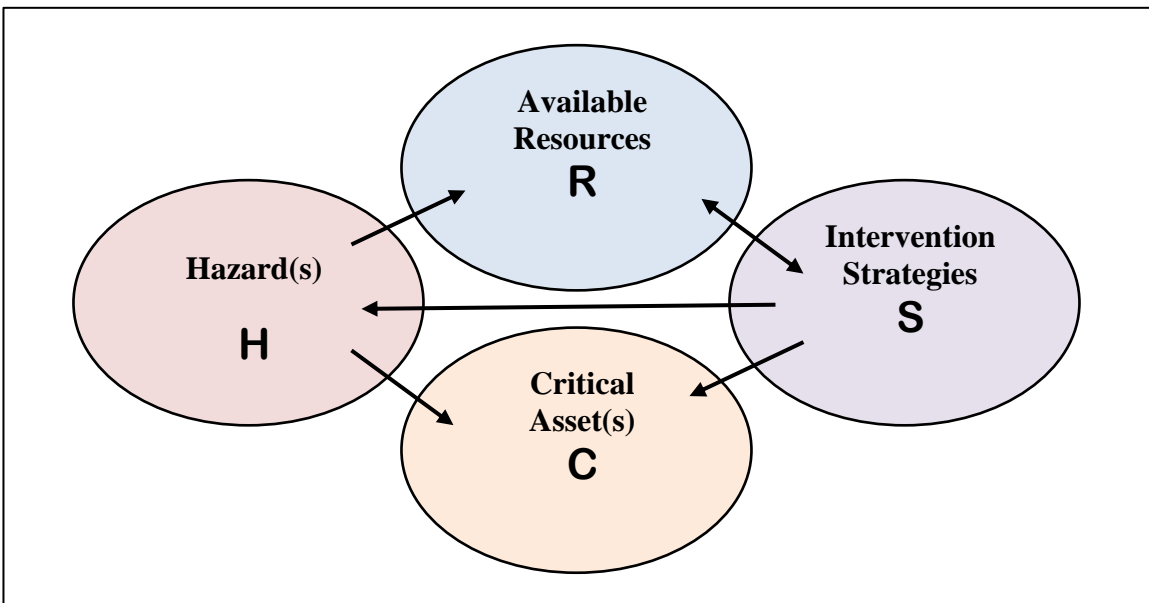 Available
Resources
R
Hazard(s)
H
Intervention
Strategies
S
Critical
Asset(s)
C